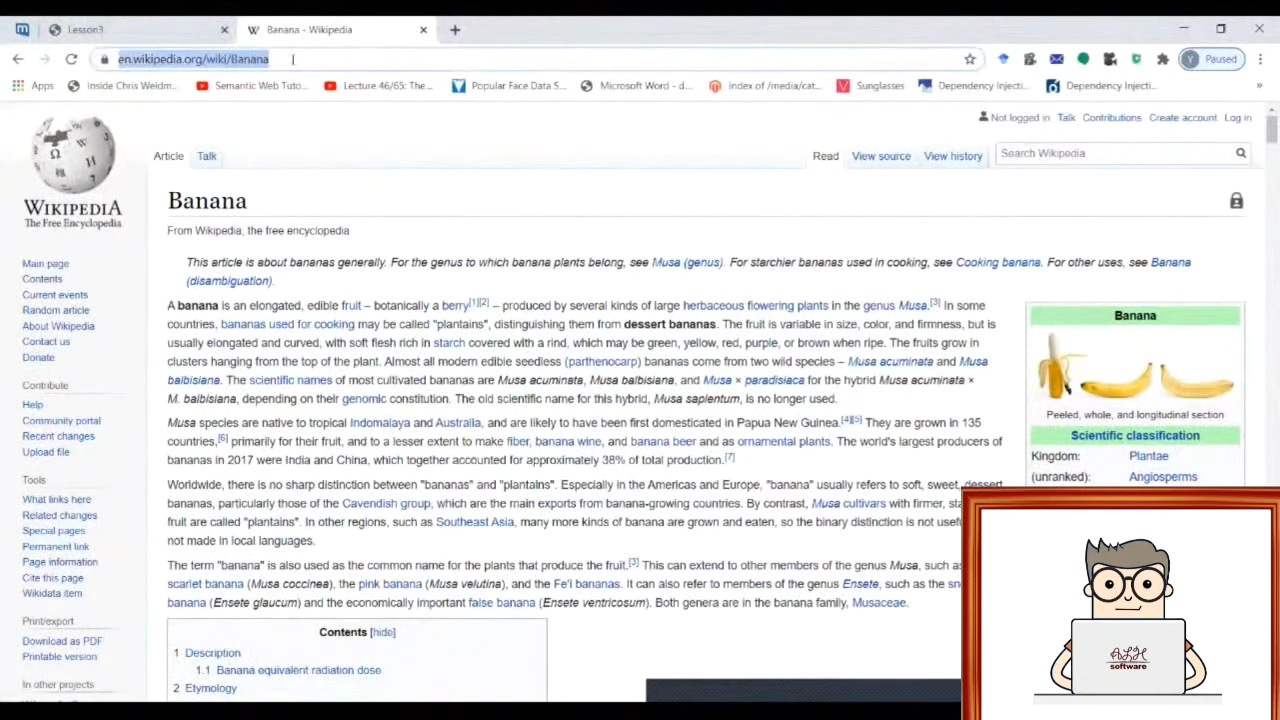 Lesson3
Banana - Wikipedia
en.wikipedia.org/wiki/Banana
Paused
Apps
Inside Chris Weidm...
Semantic Web Tuto...
Lecture 46/65: The...
Popular Face Data S...
Microsoft Word - d...
Index of /media/cat...
Sunglasses
Dependency Injecti...
Dependency Injecti...
»
Not logged in Talk Contributions Create account Log in
Article Talk
Read View source View history
Search Wikipedia
WIKIPEDIA
The Free Encyclopedia
Main page
Contents
Current events
Random article
About Wikipedia
Contact us
Donate
Contribute
Help
Community portal
Recent changes
Upload file
Tools
What links here
Related changes
Special pages
Permanent link
Page information
Cite this page
Wikidata item
Print/export
Download as PDF
Printable version
In other projects
Banana
From Wikipedia, the free encyclopedia
This article is about bananas generally. For the genus to which banana plants belong, see Musa (genus). For starchier bananas used in cooking, see Cooking banana. For other uses, see Banana
(disambiguation).
A banana is an elongated, edible fruit – botanically a berry[1][2] – produced by several kinds of large herbaceous flowering plants in the genus Musa.[3] In some
countries, bananas used for cooking may be called "plantains", distinguishing them from dessert bananas. The fruit is variable in size, color, and firmness, but is
usually elongated and curved, with soft flesh rich in starch covered with a rind, which may be green, yellow, red, purple, or brown when ripe. The fruits grow in
clusters hanging from the top of the plant. Almost all modern edible seedless (parthenocarp) bananas come from two wild species – Musa acuminata and Musa
balbisiana. The scientific names of most cultivated bananas are Musa acuminata, Musa balbisiana, and Musa × paradisiaca for the hybrid Musa acuminata ×
M. balbisiana, depending on their genomic constitution. The old scientific name for this hybrid, Musa sapientum, is no longer used.
Musa species are native to tropical Indomalaya and Australia, and are likely to have been first domesticated in Papua New Guinea.[4][5] They are grown in 135
countries,[6] primarily for their fruit, and to a lesser extent to make fiber, banana wine, and banana beer and as ornamental plants. The world's largest producers of
bananas in 2017 were India and China, which together accounted for approximately 38% of total production.[7]
Worldwide, there is no sharp distinction between "bananas" and "plantains". Especially in the Americas and Europe, "banana" usually refers to soft, sweet, dessert
bananas, particularly those of the Cavendish group, which are the main exports from banana-growing countries. By contrast, Musa cultivars with firmer, sta
fruit are called "plantains". In other regions, such as Southeast Asia, many more kinds of banana are grown and eaten, so the binary distinction is not usef
not made in local languages.
The term "banana" is also used as the common name for the plants that produce the fruit.[3] This can extend to other members of the genus Musa, such as
scarlet banana (Musa coccinea), the pink banana (Musa velutina), and the Fe'i bananas. It can also refer to members of the genus Ensete, such as the sn
banana (Ensete glaucum) and the economically important false banana (Ensete ventricosum). Both genera are in the banana family, Musaceae.
Contents [hide]
1 Description
1.1 Banana equivalent radiation dose
2 Etymology
Banana
Peeled, whole, and longitudinal section
Scientific classification
Kingdom: Plantae
(unranked): Angiosperms
software